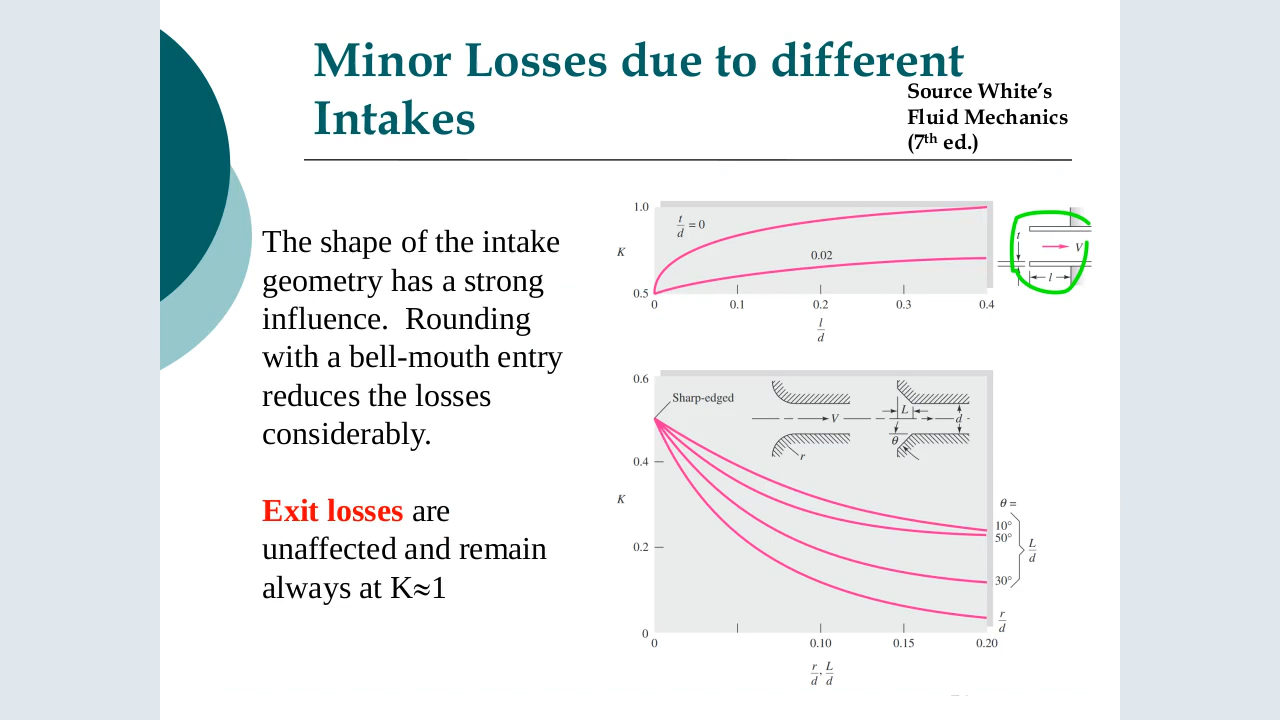 Minor Losses due to different
Intakes
Source White’s
Fluid Mechanics
(7th ed.)
The shape of the intake
geometry has a strong
influence. Rounding
with a bell-mouth entry
reduces the losses
considerably.
Exit losses are
unaffected and remain
always at K≈1
1.0
t/d = 0
K
0.02
0.5
0
0.1
0.2
0.3
0.4
l/d
t
V
l
0.6
Sharp-edged
V
L
d
θ
r
0.4
K
θ =
10°
50°
L/d
0.2
30°
r/d
0
0
0.10
0.15
0.20
r/d, L/d